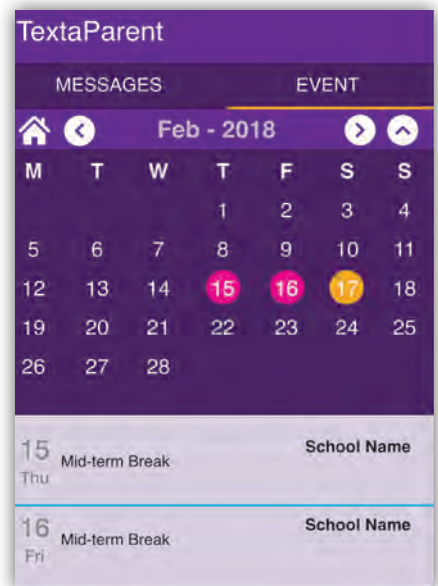 TextaParent
MESSAGES EVENT
Feb - 2018
M T W T F S S
1 2 3 4
5 6 7 8 9 10 11
12 13 14 15 16 17 18
19 20 21 22 23 24 25
26 27 28
15 Mid-term Break School Name
Thu
16 Mid-term Break School Name
Fri